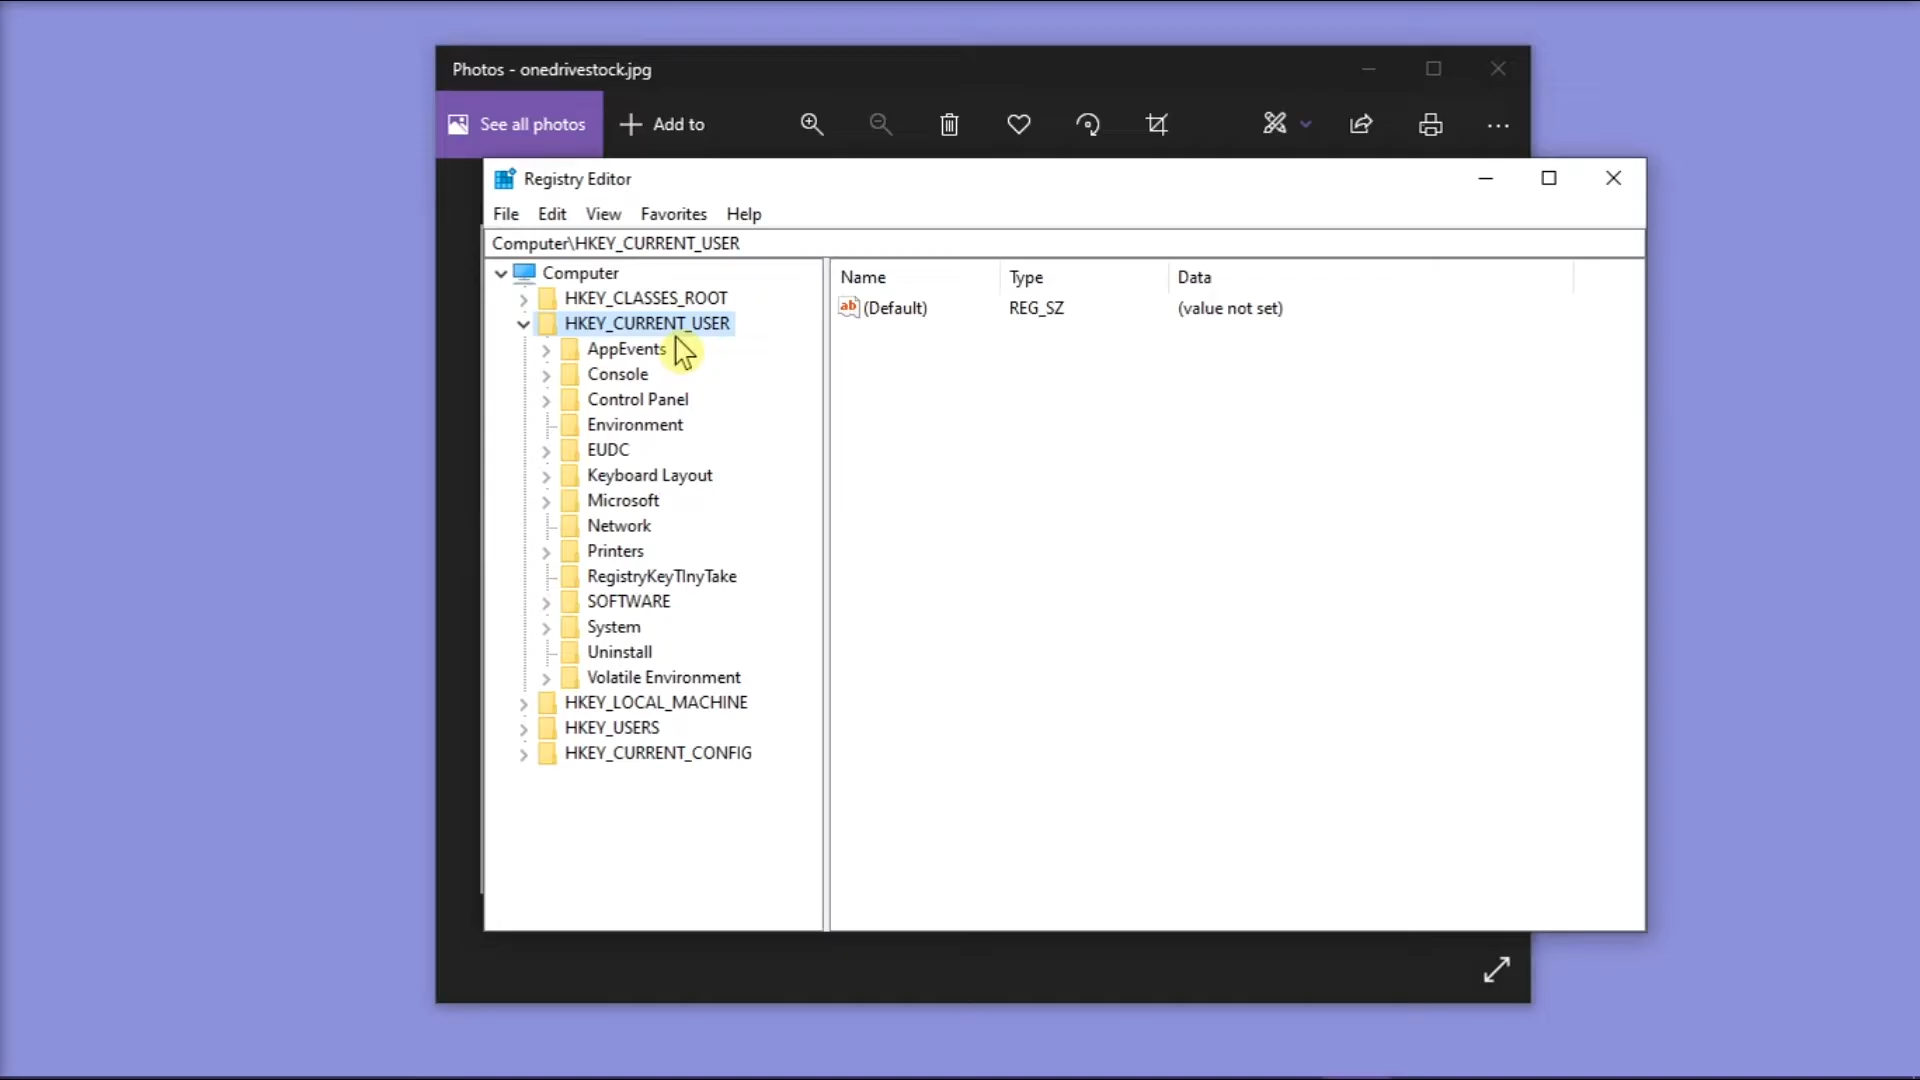 Photos - onedrivestock.jpg
See all photos
Add to
Registry Editor
File Edit View Favorites Help
Computer\HKEY_CURRENT_USER
Computer
HKEY_CLASSES_ROOT
HKEY_CURRENT_USER
AppEvents
Console
Control Panel
Environment
EUDC
Keyboard Layout
Microsoft
Network
Printers
RegistryKeyTInyTake
SOFTWARE
System
Uninstall
Volatile Environment
HKEY_LOCAL_MACHINE
HKEY_USERS
HKEY_CURRENT_CONFIG
Name Type Data
ab (Default) REG_SZ (value not set)